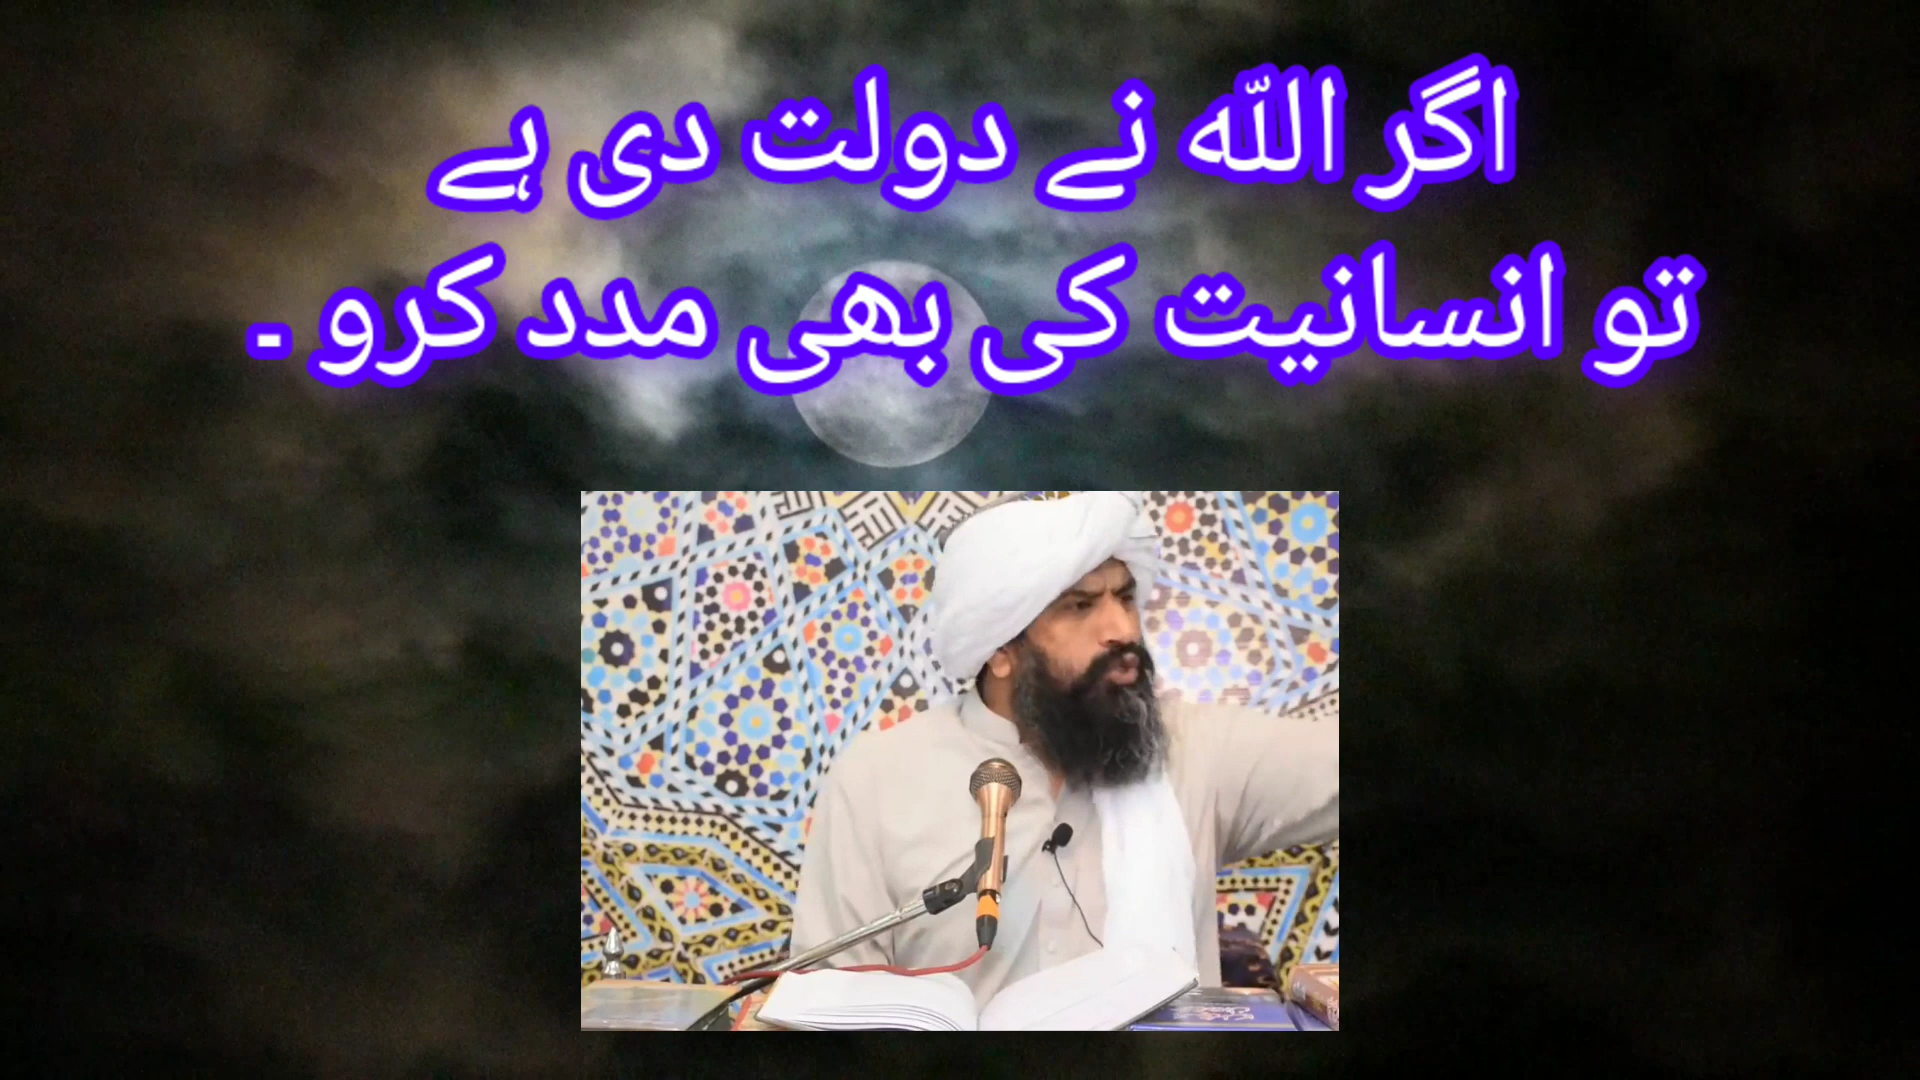 اگر اللہ نے دولت دی ہے
تو انسانیت کی بھی مدد کرو ۔